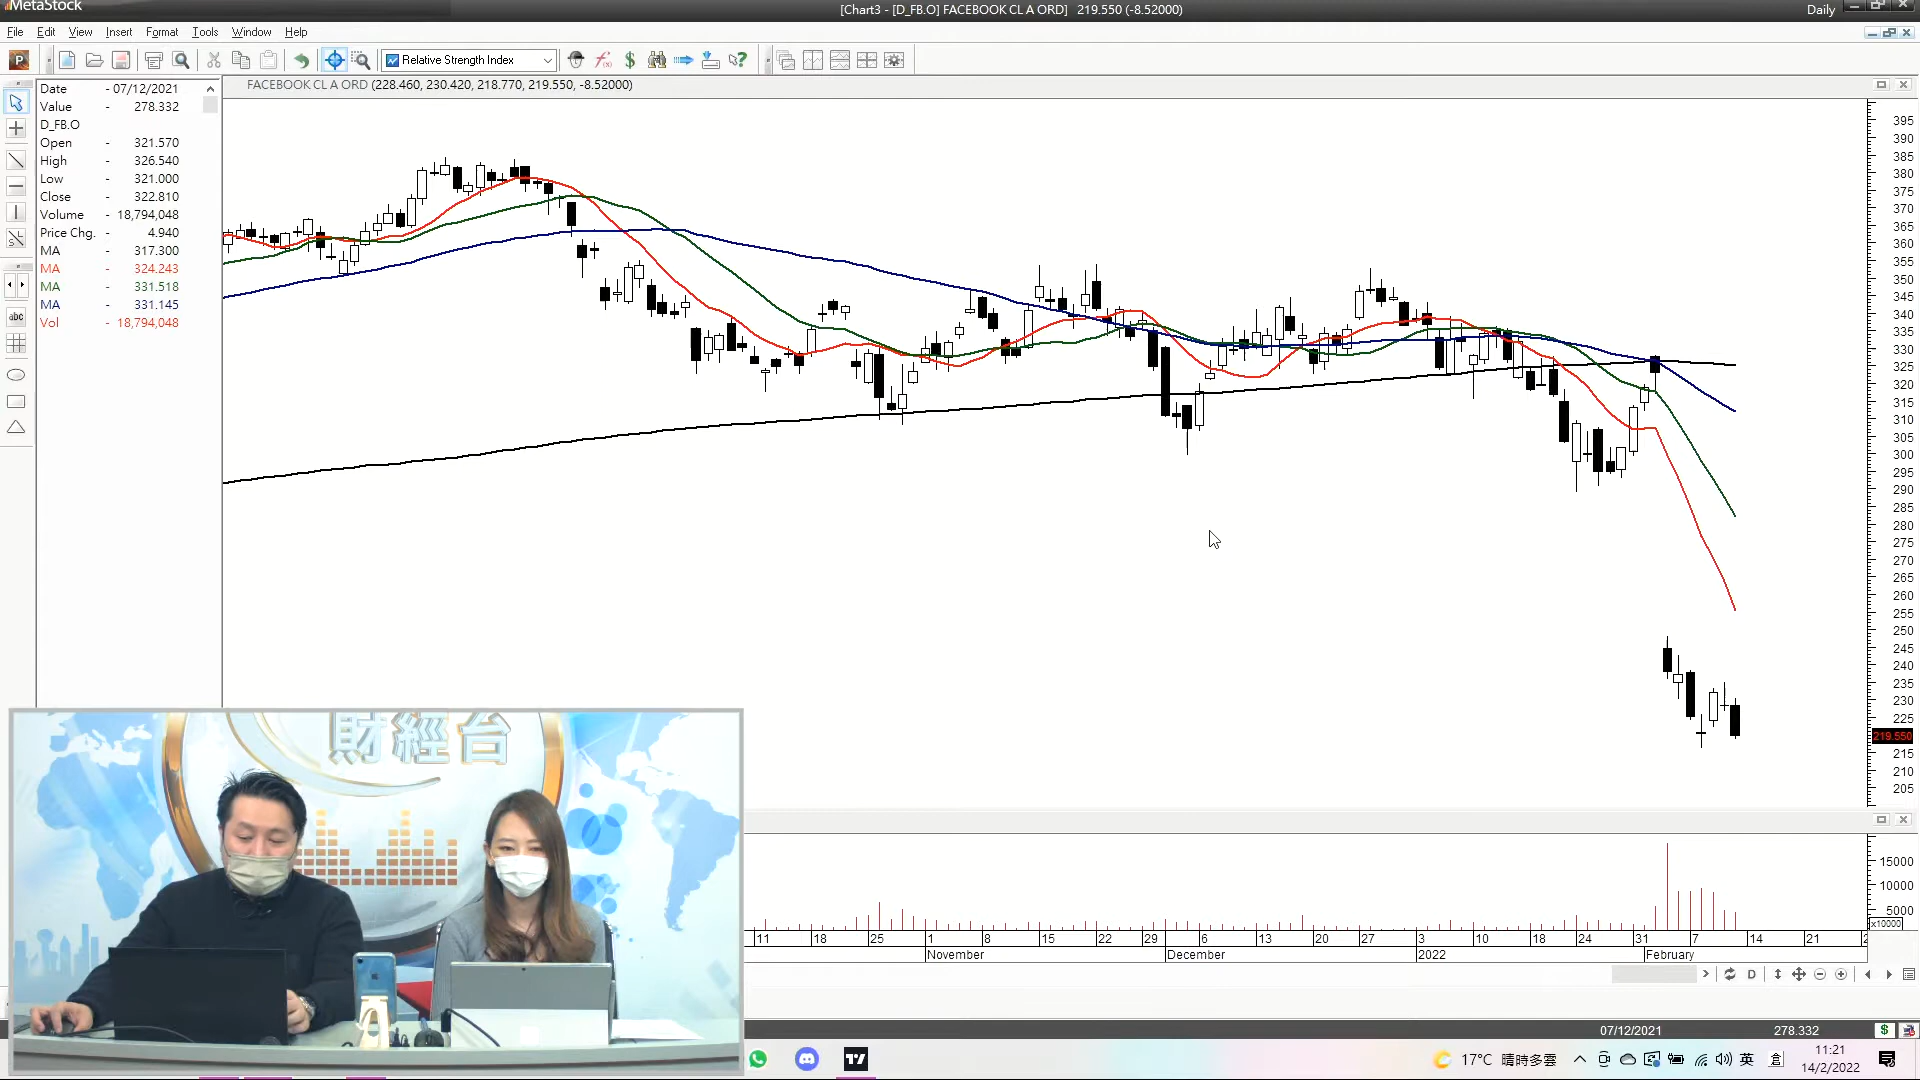 MetaStock
[Chart3 - [D_FB.O] FACEBOOK CL A ORD] 219.550 (-8.52000)
Daily
File Edit View Insert Format Tools Window Help
P
Relative Strength Index
FACEBOOK CL A ORD (228.460, 230.420, 218.770, 219.550, -8.52000)
Date - 07/12/2021
Value - 278.332
D_FB.O
Open - 321.570
High - 326.540
Low - 321.000
Close - 322.810
Volume - 18,794,048
Price Chg. - 4.940
MA - 317.300
MA - 324.243
MA - 331.518
MA - 331.145
Vol - 18,794,048
abc
395
390
385
380
375
370
365
360
355
350
345
340
335
330
325
320
315
310
305
300
295
290
285
280
275
270
265
260
255
250
245
240
235
230
225
219.550
215
210
205
財經台
15000
10000
5000
x10000
11 18 25 1 8 15 22 29 6 13 20 27 3 10 18 24 31 7 14 21
November December 2022 February
D
07/12/2021 278.332
17°C 晴時多雲
英
11:21
14/2/2022